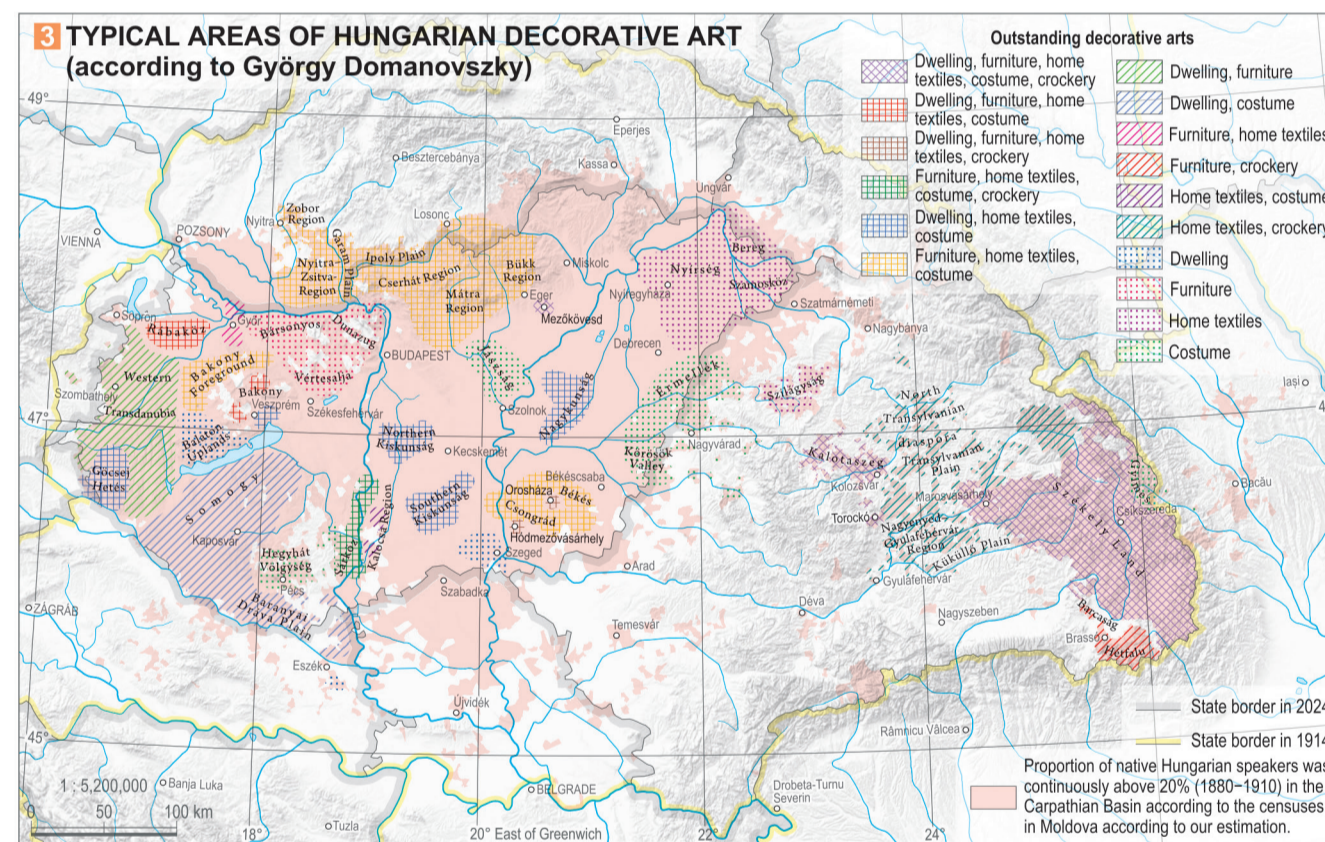 3 TYPICAL AREAS OF HUNGARIAN DECORATIVE ART
(according to György Domanovszky)
Outstanding decorative arts
Dwelling, furniture, home
textiles, costume, crockery
Dwelling, furniture, home
textiles, costume
Dwelling, furniture, home
textiles, crockery
Furniture, home textiles,
costume, crockery
Dwelling, home textiles,
costume
Furniture, home textiles,
costume
Dwelling, furniture
Dwelling, costume
Furniture, home textiles
Furniture, crockery
Home textiles, costume
Home textiles, crockery
Dwelling
Furniture
Home textiles
Costume
49°
Eperjes
Besztercebánya
Kassa
Ungvár
Zobor
Region
Nyitra
Losonc
VIENNA
POZSONY
Garam Plain
Ipoly Plain
Nyitra-
Zsitva-
Region
Cserhát Region
Bükk
Region
Miskolc
Bereg
Nyírség
Szamosköz
Mátra
Region
Eger
Nyíregyháza
Mezőkövesd
Szatmárnémeti
Sopron
Rábaköz
Győr
Bársonyos
Dunazug
Nagybánya
BUDAPEST
Debrecen
Jászság
Bakony
Foreground
Western
Vértesalja
Érmellék
Szilágyság
Iași
Szombathely
Bakony
Transdanubia
Veszprém
Székesfehérvár
Szolnok
Nagykunság
North
Transylvanian
diaspora
47°
4
Balaton
Uplands
Northern
Kiskunság
Kecskemét
Nagyvárad
Körösök
Valley
Kalotaszeg
Transylvanian
Plain
Gyimes
Göcsej
Hetés
Somogy
Kolozsvár
Marosvásárhely
Bacău
Békéscsaba
Orosháza
Békés
Csongrád
Southern
Kiskunság
Torockó
Székely Land
Csíkszereda
Kalocsa Region
Sárköz
Kaposvár
Hódmezővásárhely
Nagyenyed-
Gyulafehérvár
Region
Küküllő Plain
Hegyhát
Völgység
Szeged
Pécs
Arad
Gyulafehérvár
Szabadka
Baranyai
Dráva Plain
ZÁGRÁB
Déva
Nagyszeben
Barcaság
Temesvár
Brassó
Hétfalu
Eszék
Újvidék
State border in 2024
Râmnicu Vâlcea
45°
State border in 1914
Proportion of native Hungarian speakers was
continuously above 20% (1880–1910) in the
Carpathian Basin according to the censuses
in Moldova according to our estimation.
1 : 5,200,000
Banja Luka
BELGRADE
Drobeta-Turnu
Severin
0 50 100 km
Tuzla
18°
20° East of Greenwich
22°
24°